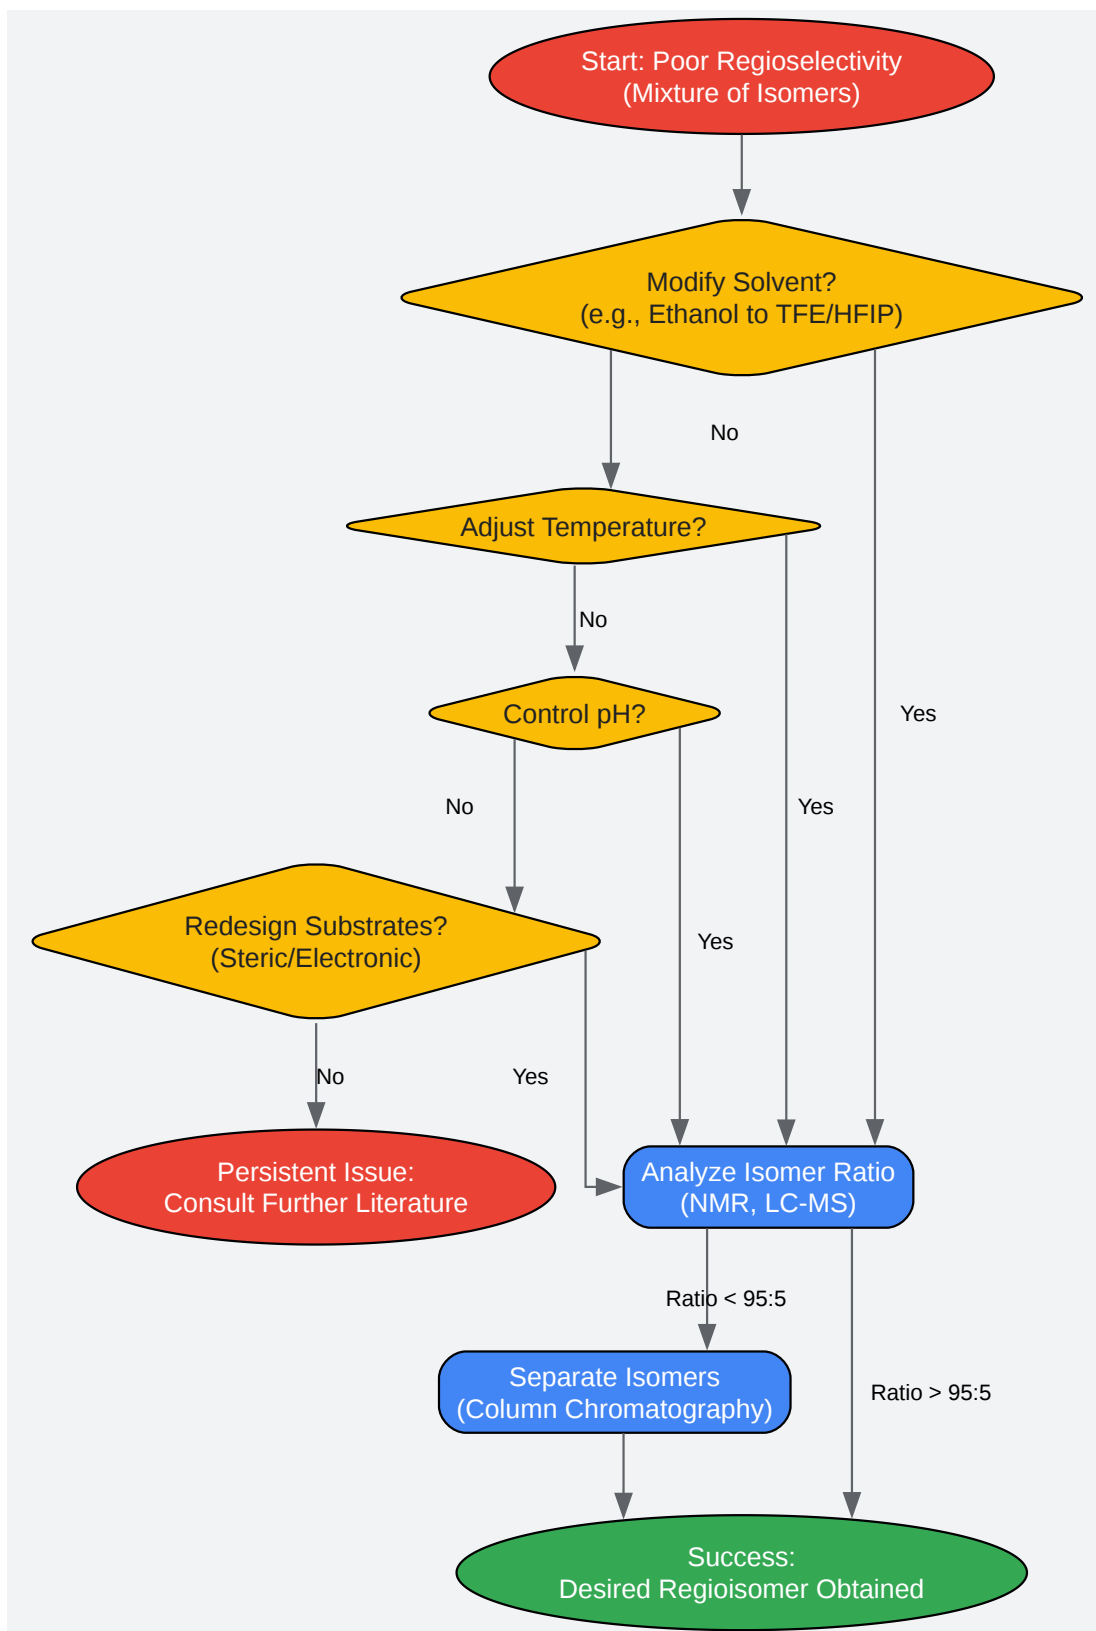 Start: Poor Regioselectivity
(Mixture of Isomers)
Modify Solvent?
(e.g., Ethanol to TFE/HFIP)
No
Adjust Temperature?
No
Control pH?
Yes
No
Yes
Redesign Substrates?
(Steric/Electronic)
Yes
No
Yes
Persistent Issue:
Consult Further Literature
Analyze Isomer Ratio
(NMR, LC-MS)
Ratio < 95:5
Separate Isomers
(Column Chromatography)
Ratio > 95:5
Success:
Desired Regioisomer Obtained